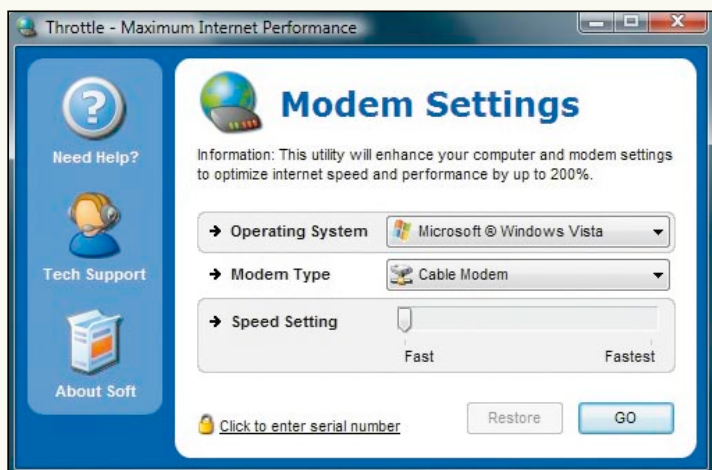 Throttle - Maximum Internet Performance
Need Help?
Tech Support
About Soft
Modem Settings
Information: This utility will enhance your computer and modem settings
to optimize internet speed and performance by up to 200%.
Operating System
Microsoft ® Windows Vista
Modem Type
Cable Modem
Speed Setting
Fast
Fastest
Click to enter serial number
Restore
GO